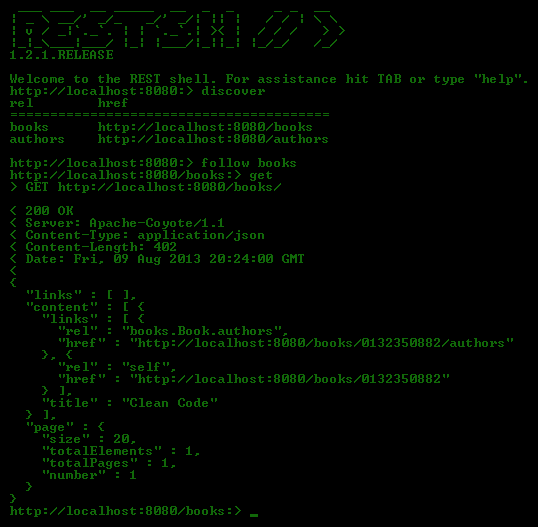 1.2.1.RELEASE
Welcome to the REST shell. For assistance hit TAB or type "help".
http://localhost:8080:> discover
rel        href
========================================
books      http://localhost:8080/books
authors    http://localhost:8080/authors
http://localhost:8080:> follow books
http://localhost:8080/books:> get
> GET http://localhost:8080/books/
< 200 OK
< Server: Apache-Coyote/1.1
< Content-Type: application/json
< Content-Length: 402
< Date: Fri, 09 Aug 2013 20:24:00 GMT
<
{
  "links" : [ ],
  "content" : [ {
    "links" : [ {
      "rel" : "books.Book.authors",
      "href" : "http://localhost:8080/books/0132350882/authors"
    }, {
      "rel" : "self",
      "href" : "http://localhost:8080/books/0132350882"
    } ],
    "title" : "Clean Code"
  } ],
  "page" : {
    "size" : 20,
    "totalElements" : 1,
    "totalPages" : 1,
    "number" : 1
  }
}
http://localhost:8080/books:> _